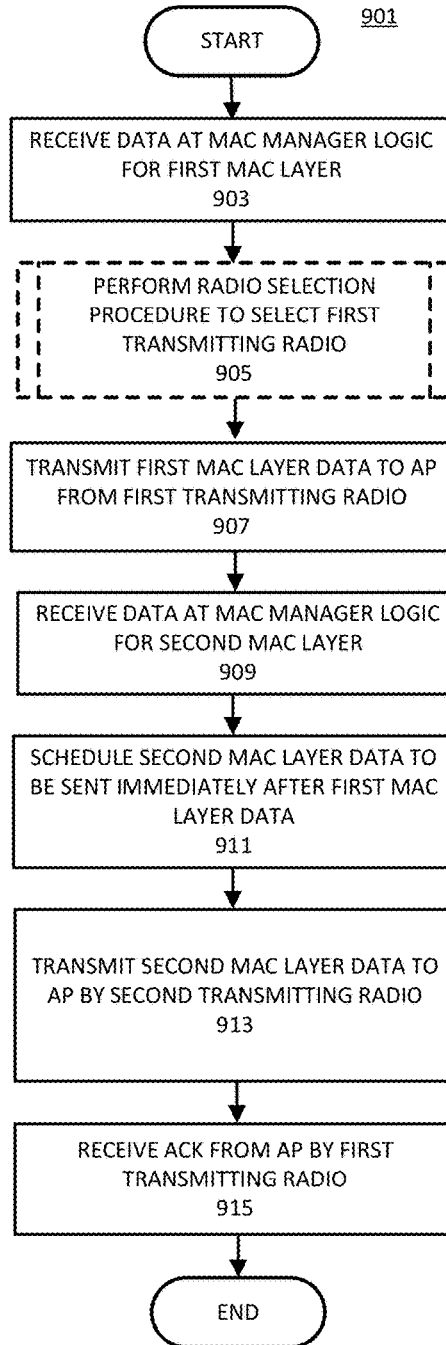 901
START
RECEIVE DATA AT MAC MANAGER LOGIC
FOR FIRST MAC LAYER
903
PERFORM RADIO SELECTION
PROCEDURE TO SELECT FIRST
TRANSMITTING RADIO
905
TRANSMIT FIRST MAC LAYER DATA TO AP
FROM FIRST TRANSMITTING RADIO
907
RECEIVE DATA AT MAC MANAGER LOGIC
FOR SECOND MAC LAYER
909
SCHEDULE SECOND MAC LAYER DATA TO
BE SENT IMMEDIATELY AFTER FIRST MAC
LAYER DATA
911
TRANSMIT SECOND MAC LAYER DATA TO
AP BY SECOND TRANSMITTING RADIO
913
RECEIVE ACK FROM AP BY FIRST
TRANSMITTING RADIO
915
END